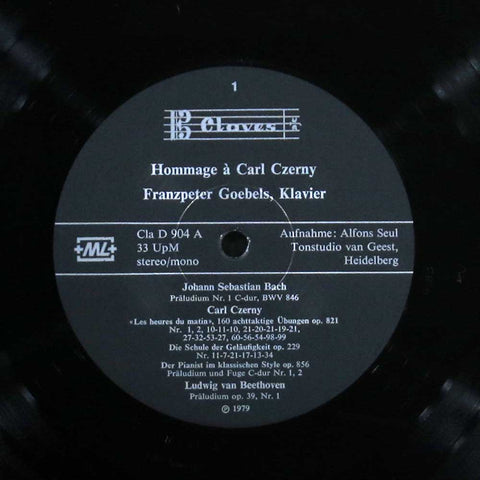 1
Claves
Hommage à Carl Czerny
Franzpeter Goebels, Klavier
Cla D 904 A
33 UpM
stereo/mono
+ML+
Aufnahme: Alfons Seul
Tonstudio van Geest,
Heidelberg
Johann Sebastian Bach
Präludium Nr. 1 C-dur, BWV 846
Carl Czerny
«Les heures du matin», 160 achttaktige Übungen op. 821
Nr. 1, 2, 10-11-10, 21-20-21-19-21,
27-32-53-27, 60-56-54-98-99
Die Schule der Geläufigkeit op. 229
Nr. 11-7-21-17-13-34
Der Pianist im klassischen Style op. 856
Präludium und Fuge C-dur Nr. 1, 2
Ludwig van Beethoven
Präludium op. 39, Nr. 1
℗ 1979